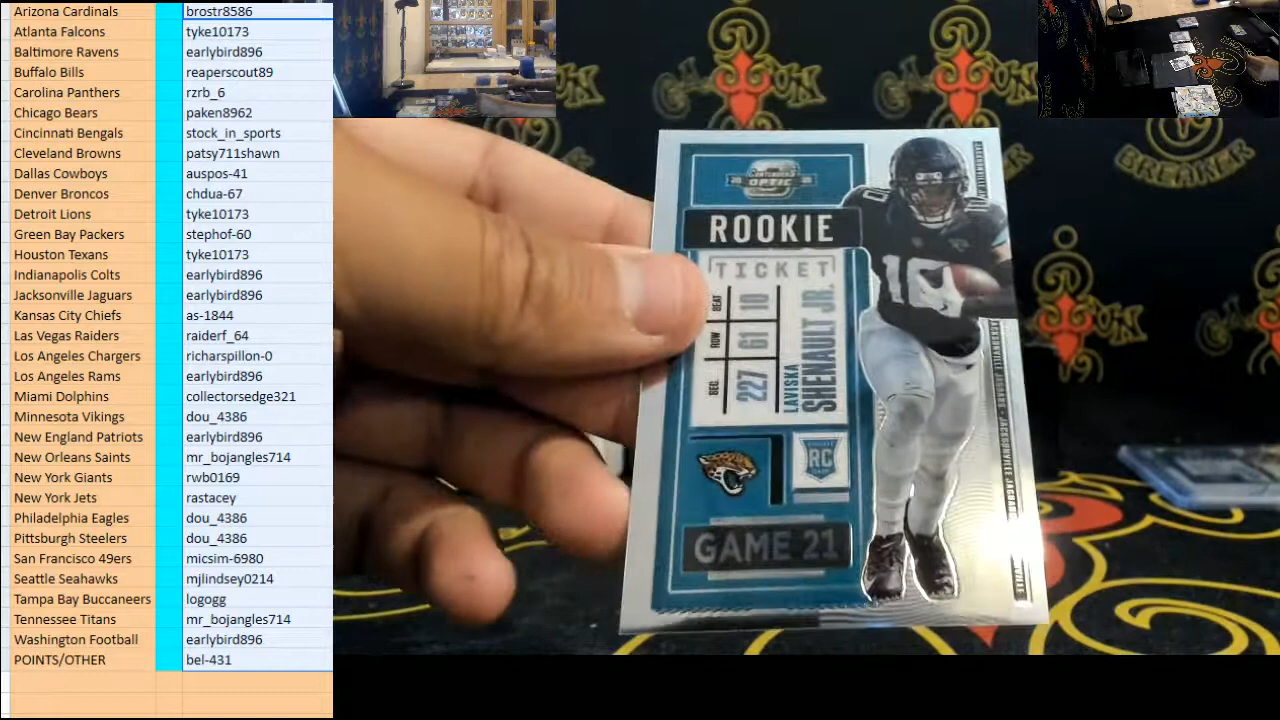 Arizona Cardinals brostr8586
Atlanta Falcons tyke10173
Baltimore Ravens earlybird896
Buffalo Bills reaperscout89
Carolina Panthers rzrb_6
Chicago Bears paken8962
Cincinnati Bengals stock_in_sports
Cleveland Browns patsy711shawn
Dallas Cowboys auspos-41
Denver Broncos chdua-67
Detroit Lions tyke10173
Green Bay Packers stephof-60
Houston Texans tyke10173
Indianapolis Colts earlybird896
Jacksonville Jaguars earlybird896
Kansas City Chiefs as-1844
Las Vegas Raiders raiderf_64
Los Angeles Chargers richarspillon-0
Los Angeles Rams earlybird896
Miami Dolphins collectorsedge321
Minnesota Vikings dou_4386
New England Patriots earlybird896
New Orleans Saints mr_bojangles714
New York Giants rwb0169
New York Jets rastacey
Philadelphia Eagles dou_4386
Pittsburgh Steelers dou_4386
San Francisco 49ers micsim-6980
Seattle Seahawks mjlindsey0214
Tampa Bay Buccaneers logogg
Tennessee Titans mr_bojangles714
Washington Football earlybird896
POINTS/OTHER bel-431
CONTENDERS
OPTIC
ROOKIE
TICKET
SEAT 10
ROW 61
SEC. 227
LAVISKA
SHENAULT JR.
RC
GAME 21
10
BREAKER